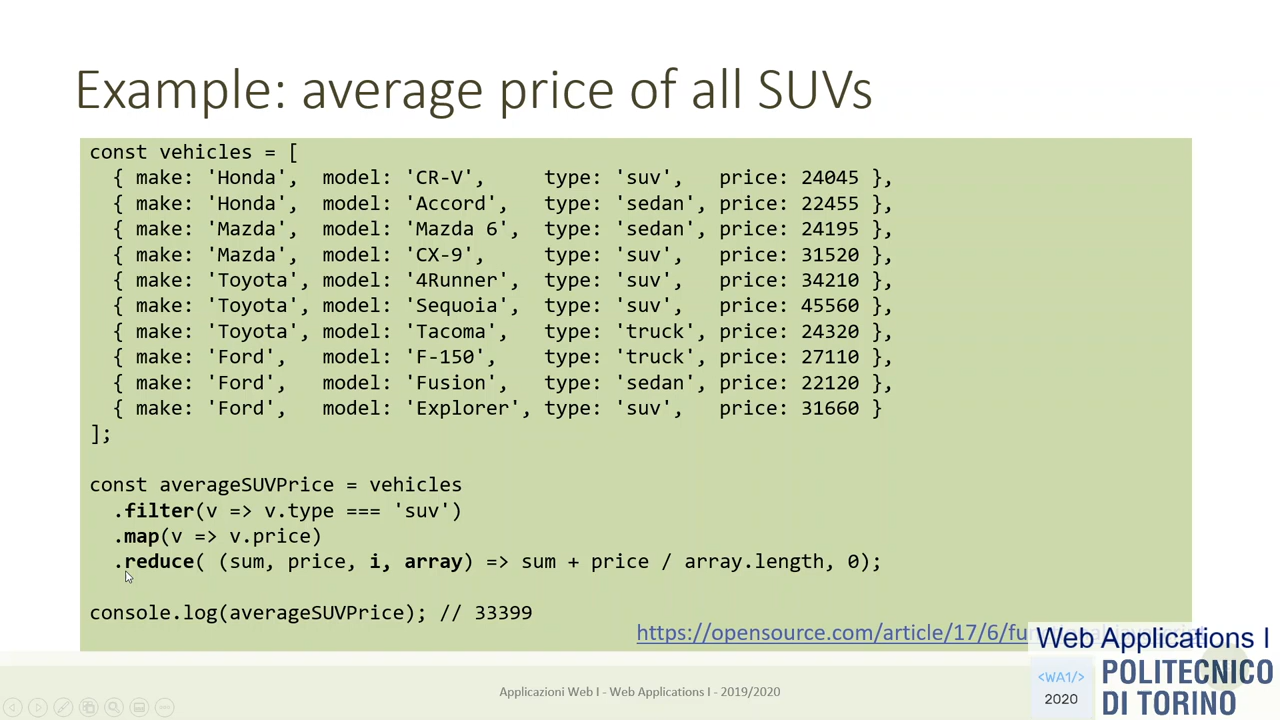 Example: average price of all SUVs
const vehicles = [
  { make: 'Honda',  model: 'CR-V',     type: 'suv',   price: 24045 },
  { make: 'Honda',  model: 'Accord',   type: 'sedan', price: 22455 },
  { make: 'Mazda',  model: 'Mazda 6',  type: 'sedan', price: 24195 },
  { make: 'Mazda',  model: 'CX-9',     type: 'suv',   price: 31520 },
  { make: 'Toyota', model: '4Runner',  type: 'suv',   price: 34210 },
  { make: 'Toyota', model: 'Sequoia',  type: 'suv',   price: 45560 },
  { make: 'Toyota', model: 'Tacoma',   type: 'truck', price: 24320 },
  { make: 'Ford',   model: 'F-150',    type: 'truck', price: 27110 },
  { make: 'Ford',   model: 'Fusion',   type: 'sedan', price: 22120 },
  { make: 'Ford',   model: 'Explorer', type: 'suv',   price: 31660 }
];
const averageSUVPrice = vehicles
  .filter(v => v.type === 'suv')
  .map(v => v.price)
  .reduce( (sum, price, i, array) => sum + price / array.length, 0);
console.log(averageSUVPrice); // 33399
https://opensource.com/article/17/6/
Web Applications I
<WA1/>
2020
POLITECNICO
DI TORINO
Applicazioni Web I - Web Applications I - 2019/2020